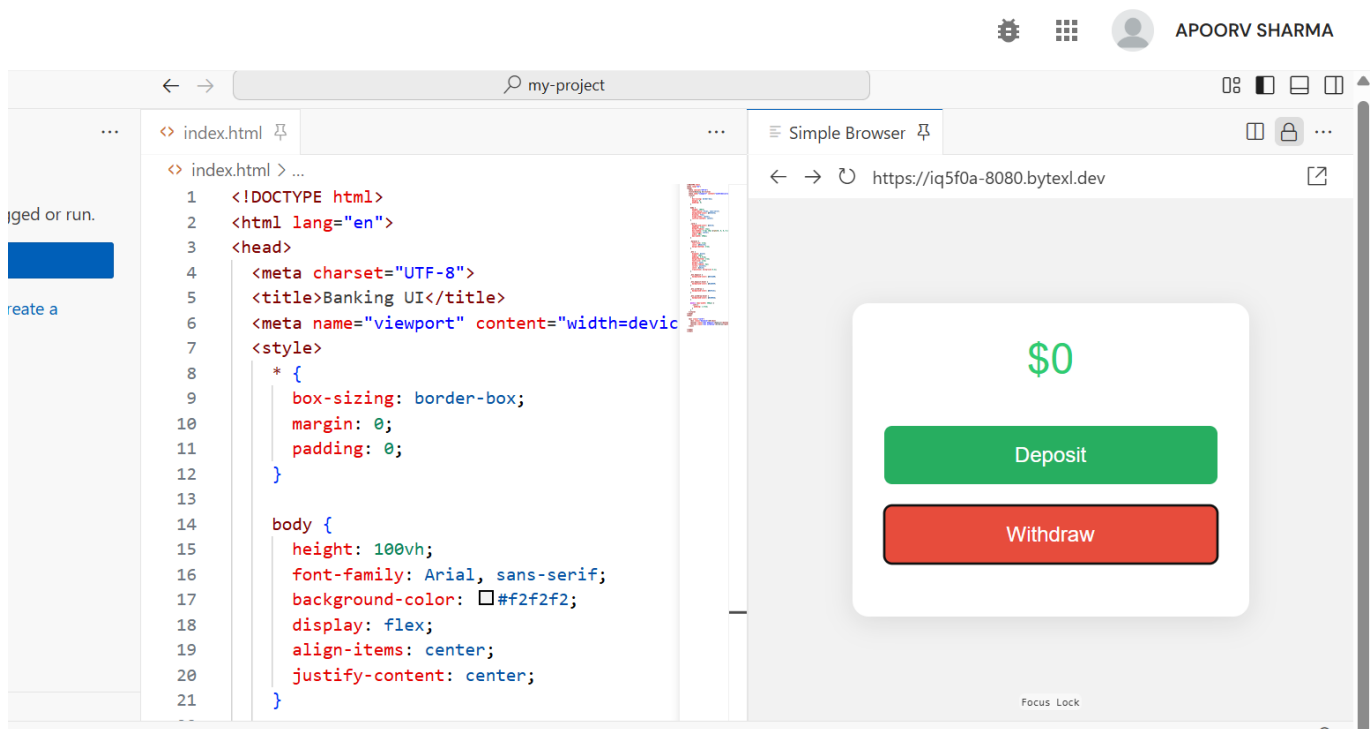 APOORV SHARMA
my-project
index.html
Simple Browser
index.html > ...
https://iq5f0a-8080.bytexl.dev
gged or run.
reate a
1 <!DOCTYPE html>
2 <html lang="en">
3 <head>
4 <meta charset="UTF-8">
5 <title>Banking UI</title>
6 <meta name="viewport" content="width=devic
7 <style>
8 * {
9 box-sizing: border-box;
10 margin: 0;
11 padding: 0;
12 }
13
14 body {
15 height: 100vh;
16 font-family: Arial, sans-serif;
17 background-color: #f2f2f2;
18 display: flex;
19 align-items: center;
20 justify-content: center;
21 }
$0
Deposit
Withdraw
Focus Lock